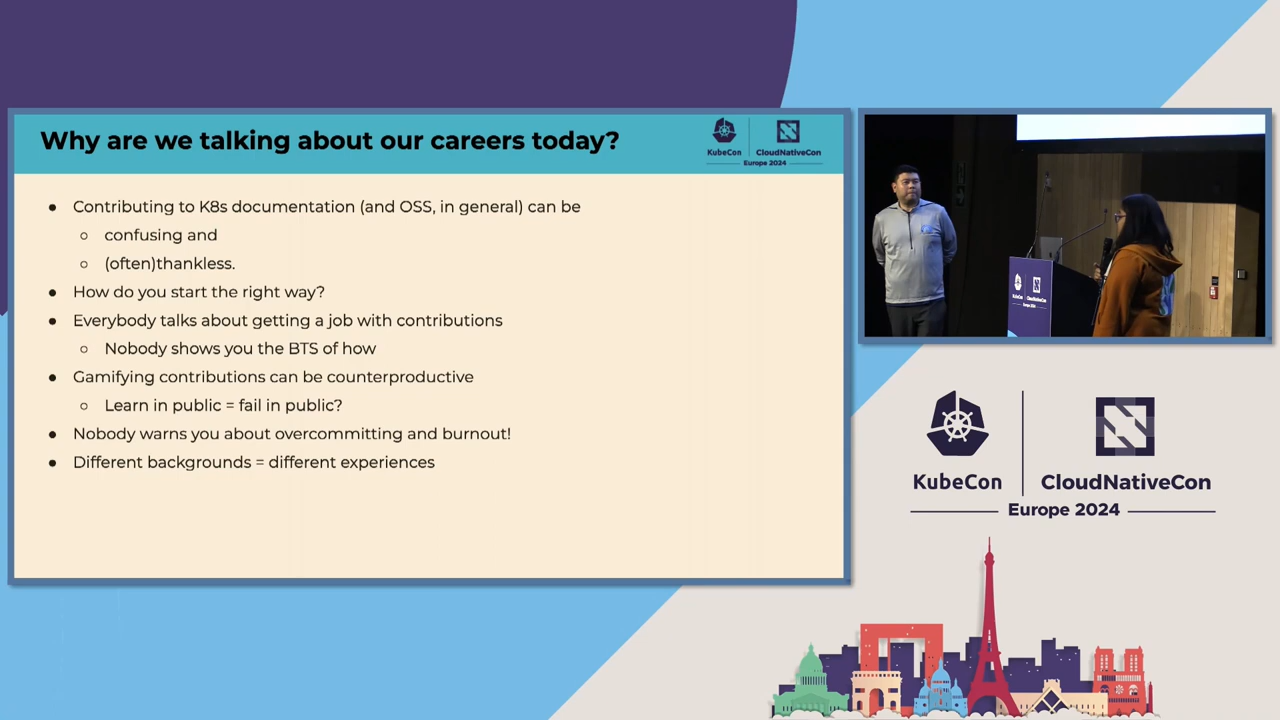 Why are we talking about our careers today?
KubeCon
CloudNativeCon
Europe 2024
● Contributing to K8s documentation (and OSS, in general) can be
○ confusing and
○ (often)thankless.
● How do you start the right way?
● Everybody talks about getting a job with contributions
○ Nobody shows you the BTS of how
● Gamifying contributions can be counterproductive
○ Learn in public = fail in public?
● Nobody warns you about overcommitting and burnout!
● Different backgrounds = different experiences
KubeCon
CloudNativeCon
Europe 2024